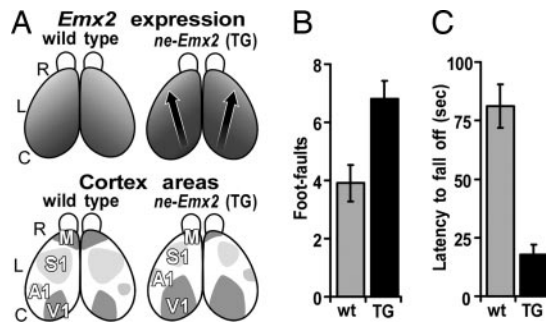 A
Emx2 expression
wild type
ne-Emx2 (TG)
R
L
C
Cortex areas
wild type
ne-Emx2 (TG)
R
L
C
M
S1
A1
V1
M
S1
A1
V1
B
Foot-faults
8
6
4
2
0
wt
TG
C
Latency to fall off (sec)
100
75
50
25
0
wt
TG